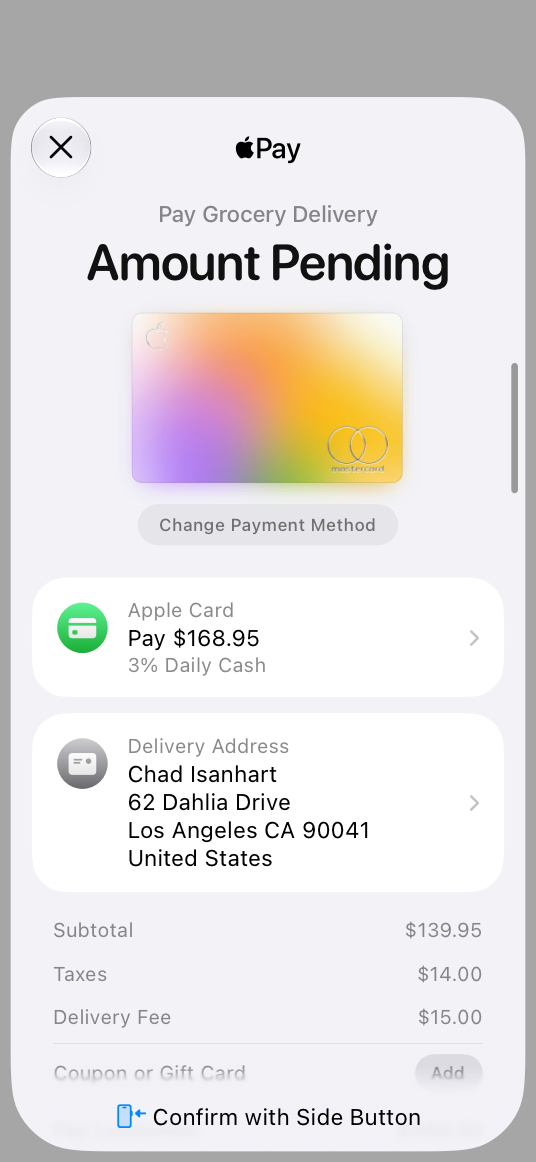 Pay
Pay Grocery Delivery
Amount Pending
mastercard
Change Payment Method
Apple Card
Pay $168.95
3% Daily Cash
Delivery Address
Chad Isanhart
62 Dahlia Drive
Los Angeles CA 90041
United States
Subtotal $139.95
Taxes $14.00
Delivery Fee $15.00
Coupon or Gift Card Add
Confirm with Side Button